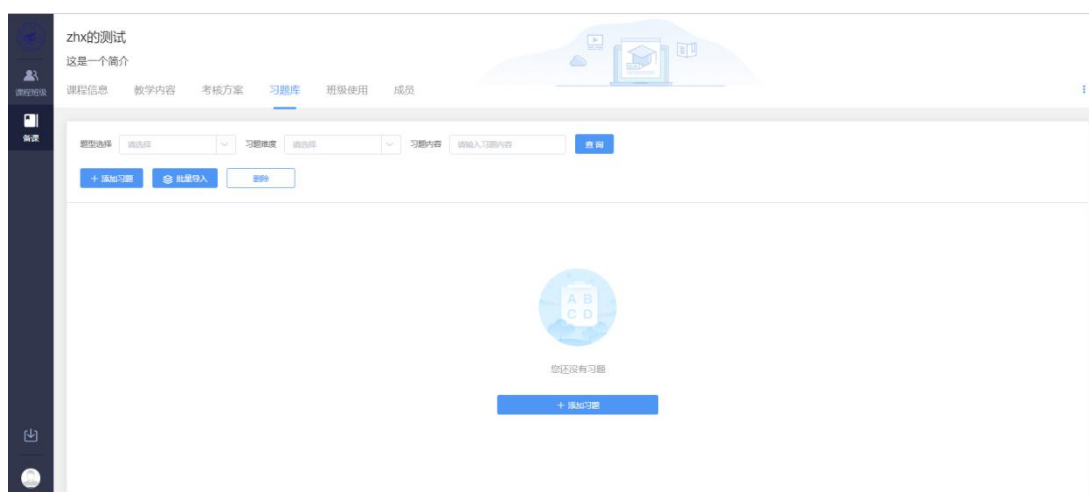 zhx的测试
这是一个简介
课程班级
课程信息 教学内容 考核方案 习题库 班级使用 成员
备课
题型选择 请选择 习题难度 请选择 习题内容 请输入习题内容 查询
+ 添加习题 批量导入 删除
A B
C D
您还没有习题
+ 添加习题